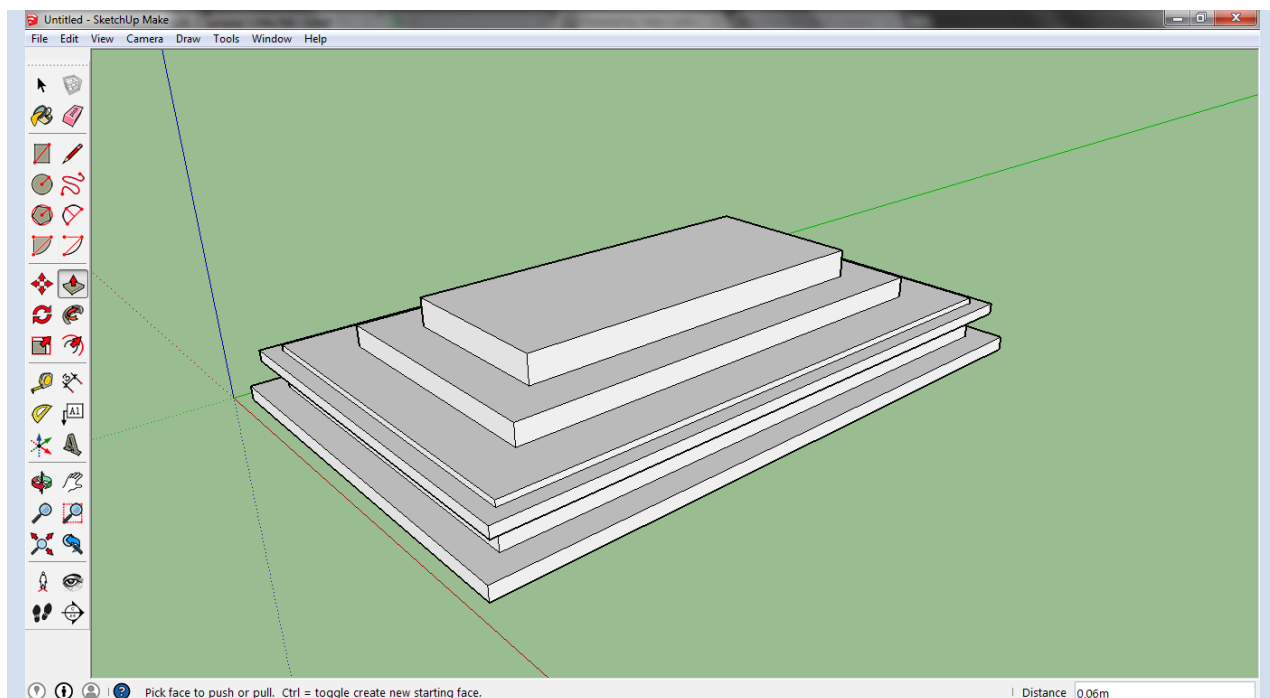 Untitled - SketchUp Make
File Edit View Camera Draw Tools Window Help
A1
Pick face to push or pull. Ctrl = toggle create new starting face.
Distance 0.06m